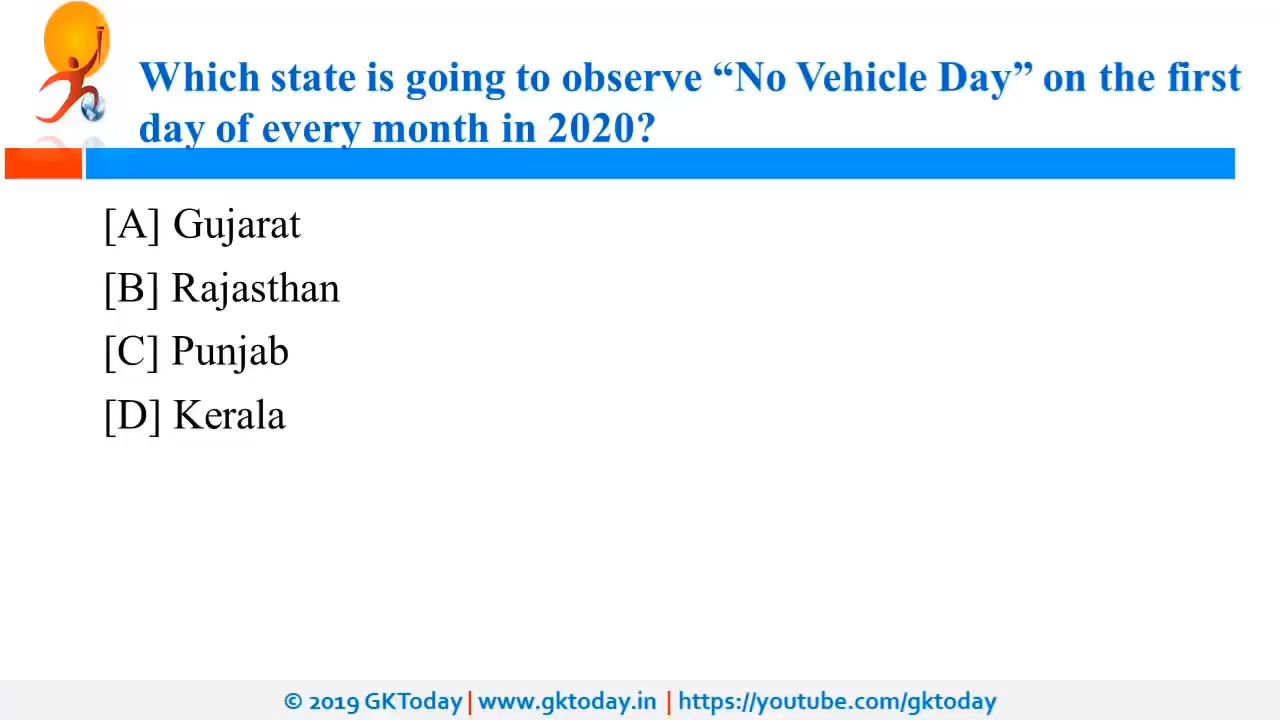 Which state is going to observe “No Vehicle Day” on the first
day of every month in 2020?
[A] Gujarat
[B] Rajasthan
[C] Punjab
[D] Kerala
© 2019 GKToday | www.gktoday.in | https://youtube.com/gktoday